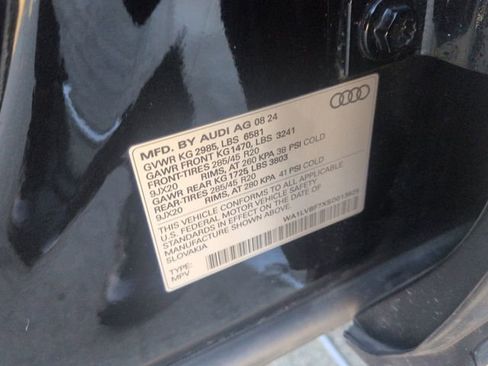 MFD. BY AUDI AG 08 24
GVWR KG 2985, LBS 6581
GAWR FRONT KG1470, LBS 3241
FRONT-TIRES 285/45 R20
9JX20 RIMS, AT 260 KPA 38 PSI COLD
GAWR REAR KG1725 LBS 3803
REAR-TIRES 285/45 R20
9JX20 RIMS, AT 280 KPA 41 PSI COLD
THIS VEHICLE CONFORMS TO ALL APPLICABLE
U.S. FEDERAL MOTOR VEHICLE
SAFETY STANDARDS IN EFFECT ON THE DATE OF
MANUFACTURE SHOWN ABOVE.
SLOVAKIA
TYPE:
MPV